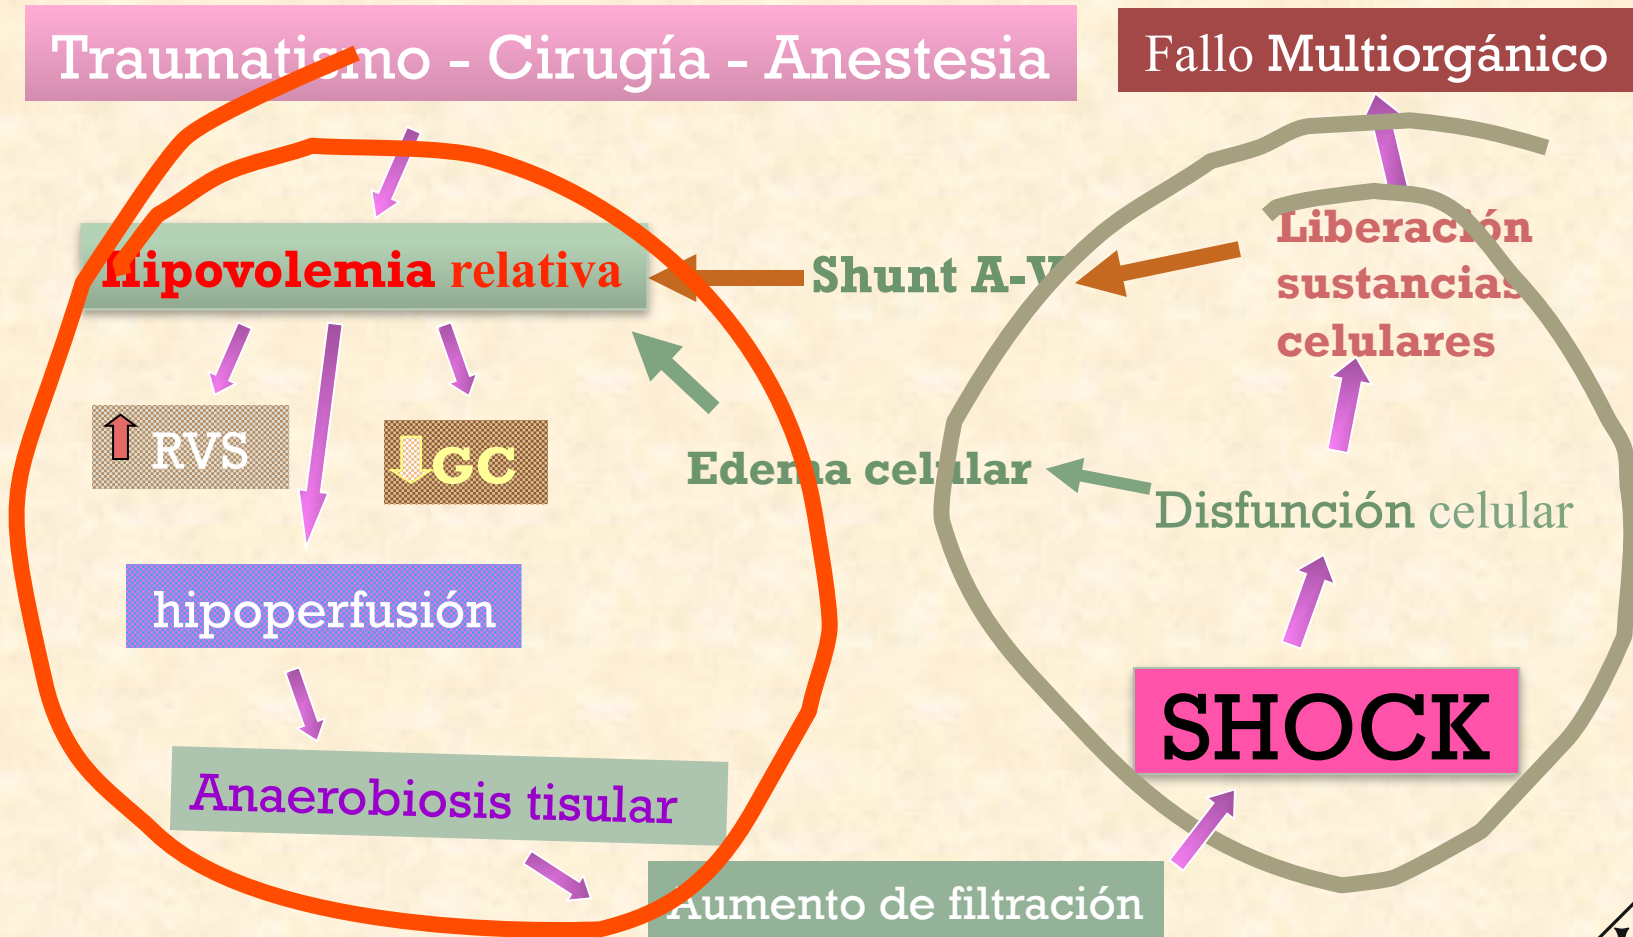 Traumatismo - Cirugía - Anestesia
Fallo Multiorgánico
Hipovolemia relativa
Shunt A-V
Liberación
sustancias
celulares
RVS
GC
Edema celular
Disfunción celular
hipoperfusión
SHOCK
Anaerobiosis tisular
Aumento de filtración